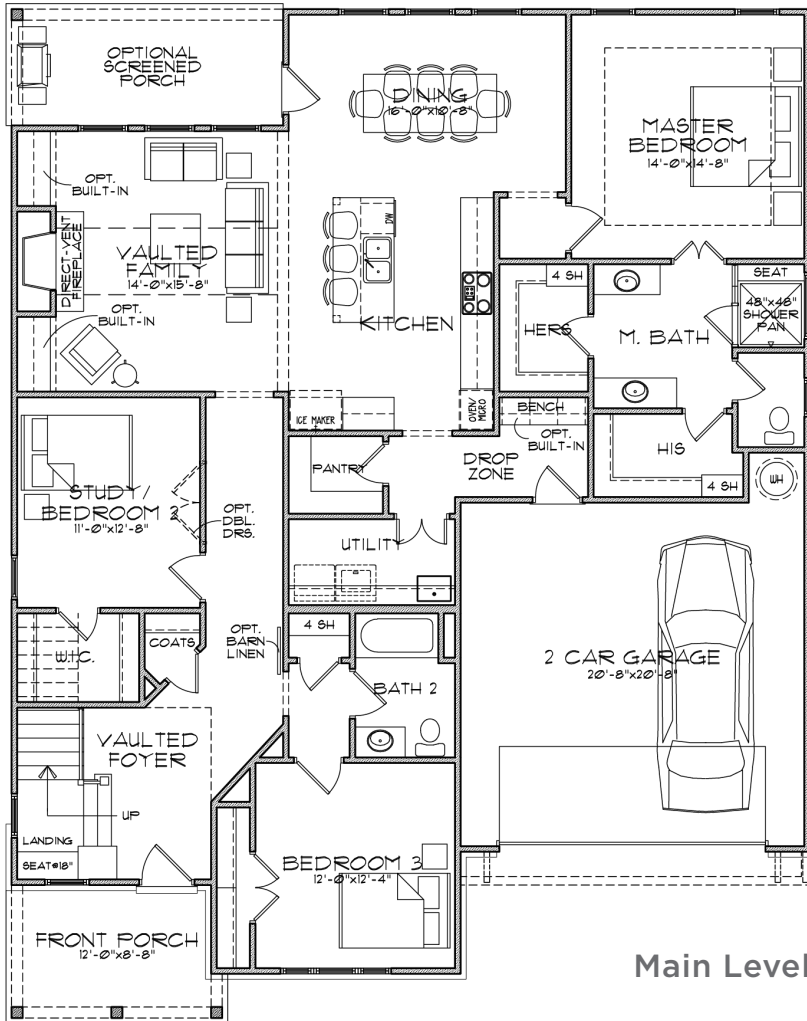 OPTIONAL
SCREENED
PORCH
DINING
16'-0"x10'-8"
MASTER
BEDROOM
14'-0"x14'-8"
OPT.
BUILT-IN
DIRECT-VENT
FIREPLACE
VAULTED
FAMILY
14'-0"x15'-8"
OPT.
BUILT-IN
DW
KITCHEN
4 SH
HERS
M. BATH
SEAT
48"x48"
SHOWER
PAN
ICE MAKER
OVEN/
MICRO
BENCH
OPT.
BUILT-IN
HIS
4 SH
WH
PANTRY
DROP
ZONE
STUDY/
BEDROOM 2
11'-0"x12'-8"
OPT.
DBL.
DRS.
UTILITY
W.I.C.
COATS
OPT.
BARN
LINEN
4 SH
BATH 2
2 CAR GARAGE
20'-8"x20'-8"
VAULTED
FOYER
UP
LANDING
SEAT@18"
BEDROOM 3
12'-0"x12'-4"
FRONT PORCH
12'-0"x8'-8"
Main Level